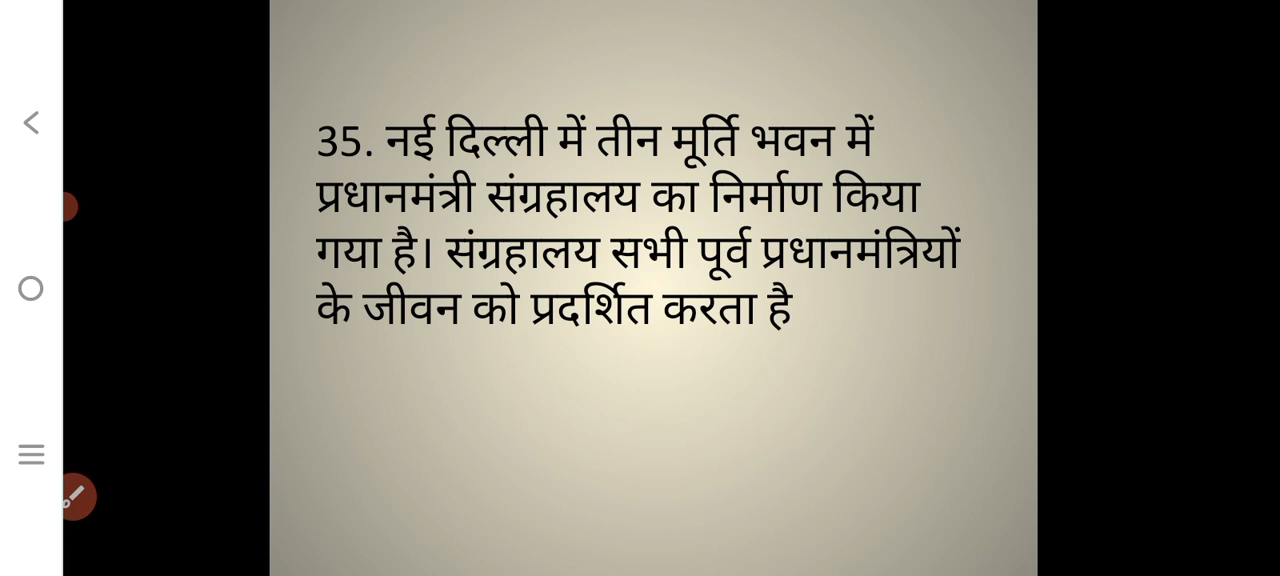 35. नई दिल्ली में तीन मूर्ति भवन में
प्रधानमंत्री संग्रहालय का निर्माण किया
गया है। संग्रहालय सभी पूर्व प्रधानमंत्रियों
के जीवन को प्रदर्शित करता है